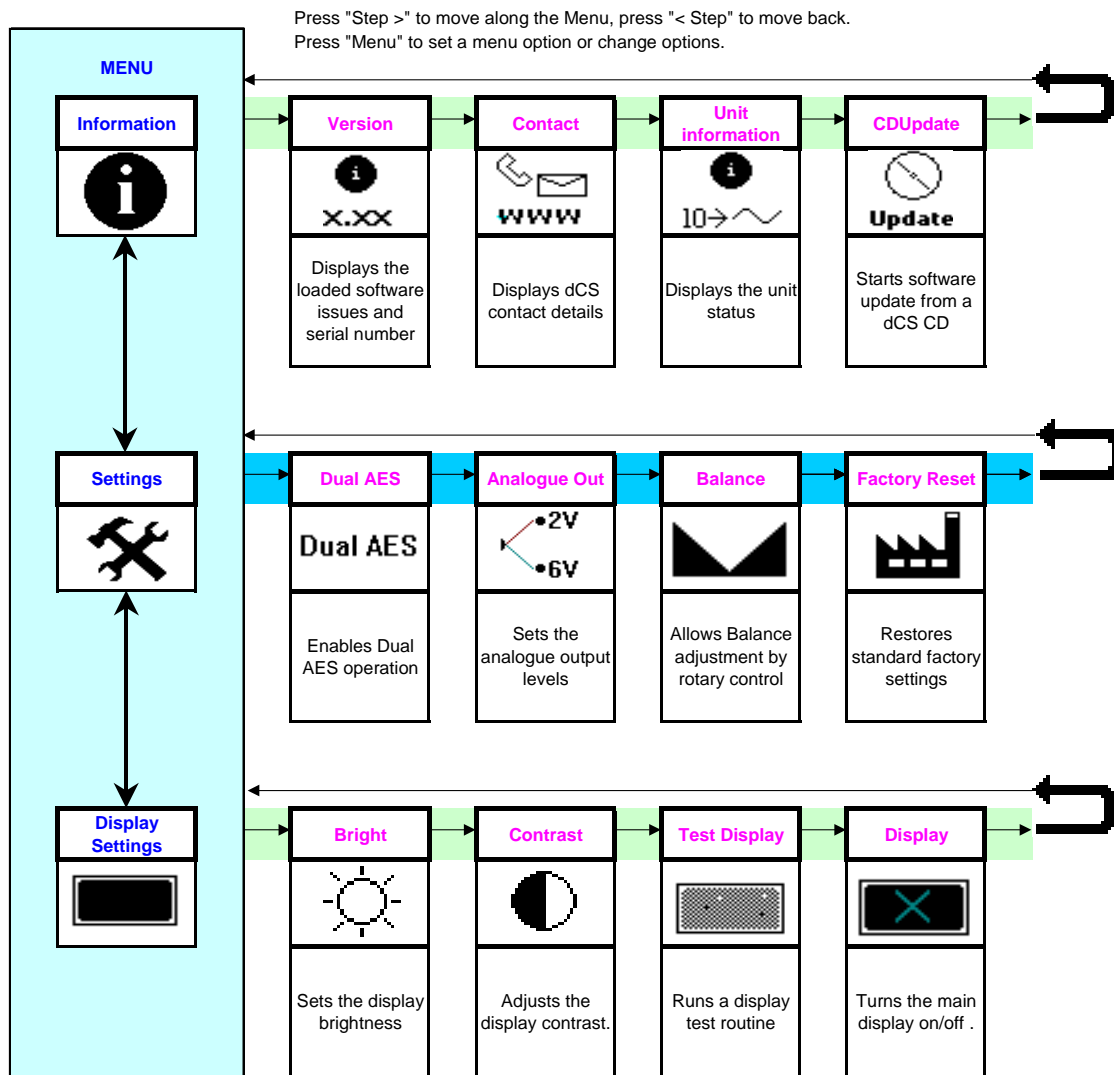 Press "Step >" to move along the Menu, press "< Step" to move back.
Press "Menu" to set a menu option or change options.
MENU
Information
Version
Contact
Unit
information
CDUpdate
i
i
x.xx
www
i
10→
Update
Displays the
loaded software
issues and
serial number
Displays dCS
contact details
Displays the unit
status
Starts software
update from a
dCS CD
Settings
Dual AES
Analogue Out
Balance
Factory Reset
Dual AES
2V
6V
Enables Dual
AES operation
Sets the
analogue output
levels
Allows Balance
adjustment by
rotary control
Restores
standard factory
settings
Display
Settings
Bright
Contrast
Test Display
Display
Sets the display
brightness
Adjusts the
display contrast.
Runs a display
test routine
Turns the main
display on/off .